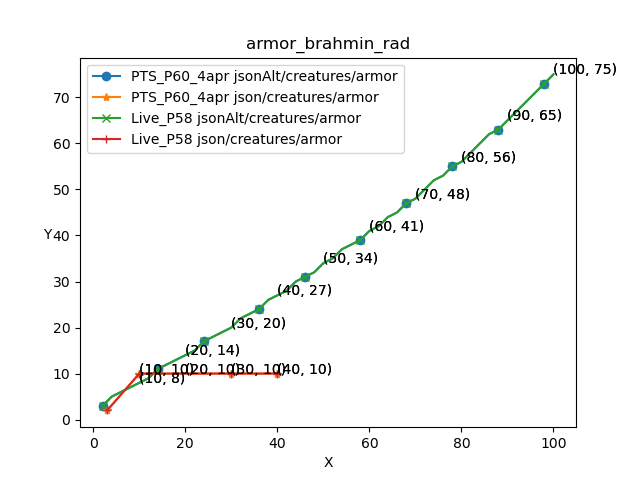 armor_brahmin_rad
PTS_P60_4apr jsonAlt/creatures/armor
PTS_P60_4apr json/creatures/armor
Live_P58 jsonAlt/creatures/armor
Live_P58 json/creatures/armor
(100, 75)
(90, 65)
(80, 56)
(70, 48)
(60, 41)
(50, 34)
(40, 27)
(30, 20)
(20, 14)
(10, 8)
(10, 10)
(20, 10)
(30, 10)
(40, 10)
Y
70
60
50
40
30
20
10
0
0 20 40 60 80 100
X